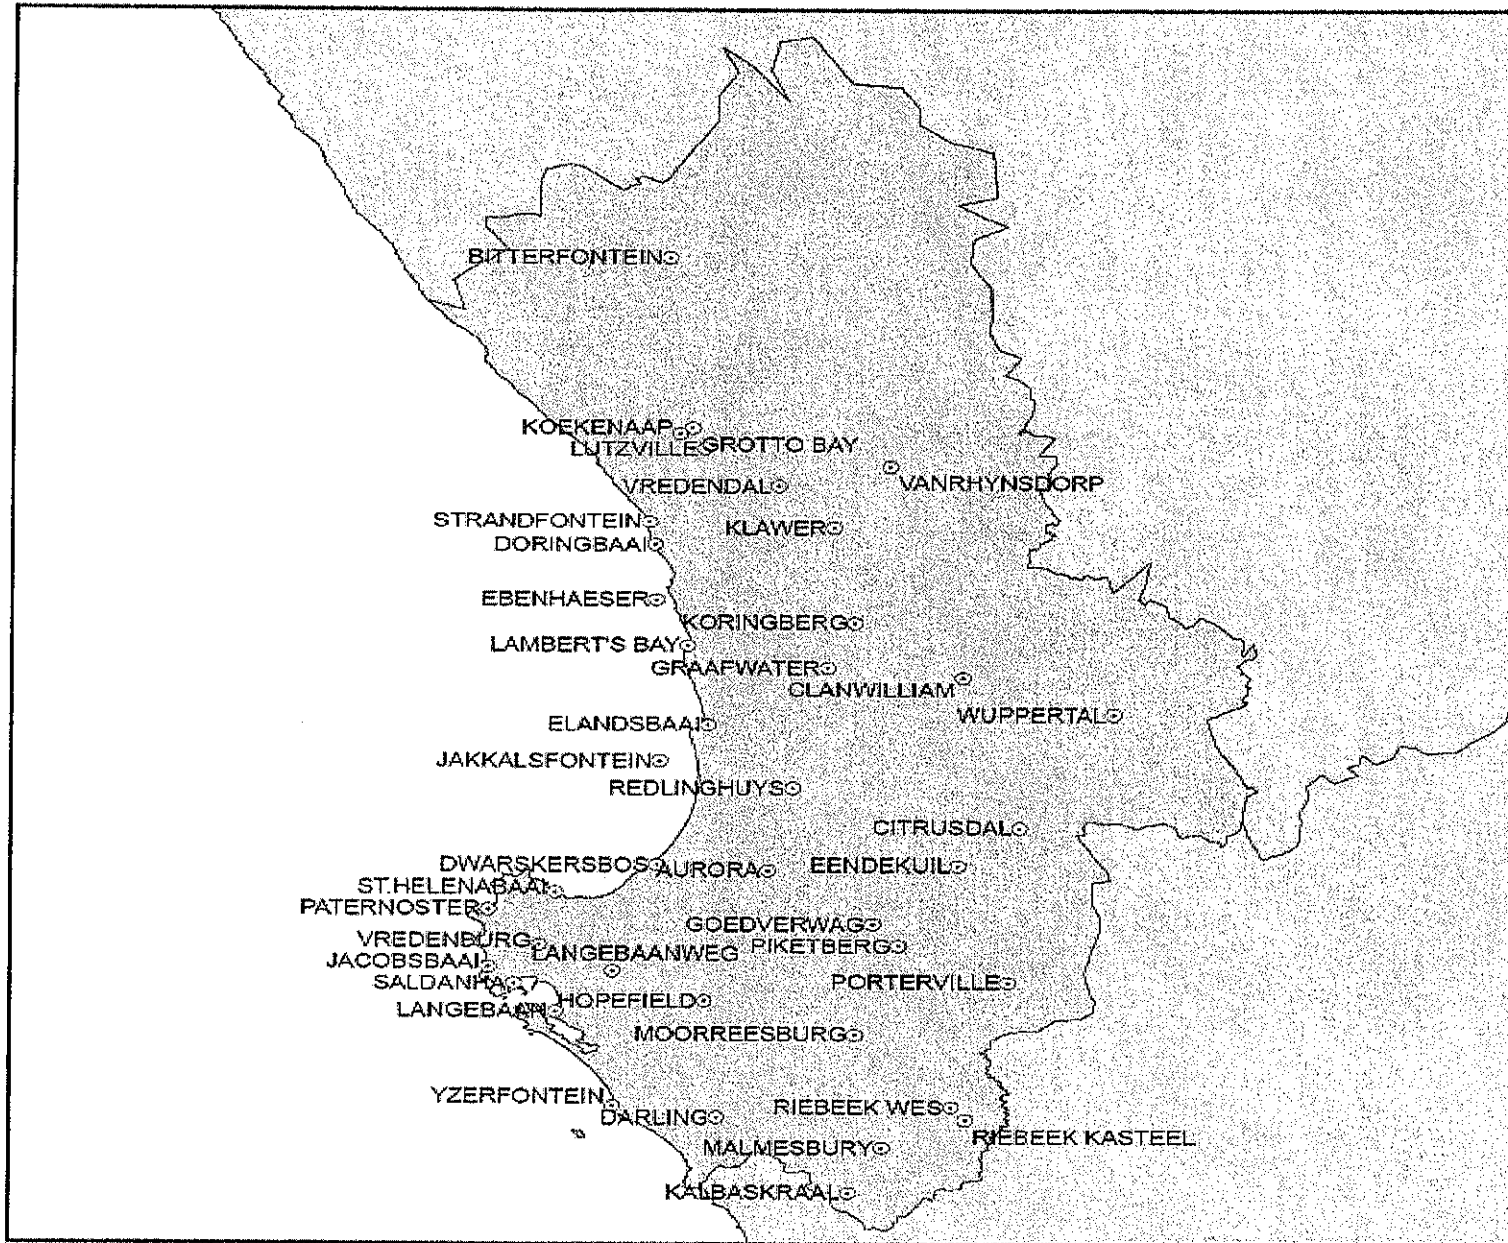 BITTERFONTEIN
KOEKENAAP
LUTZVILLE
GROTTO BAY
VREDENDAL
VANRHYNSDORP
STRANDFONTEIN
KLAWER
DORINGBAAI
EBENHAESER
KORINGBERG
LAMBERT'S BAY
GRAAFWATER
CLANWILLIAM
WUPPERTAL
ELANDSBAAI
JAKKALSFONTEIN
REDLINGHUYS
CITRUSDAL
DWARSKERSBOS
AURORA
EENDEKUIL
ST.HELENABAAI
PATERNOSTER
GOEDVERWAG
VREDENBURG
LANGEBAANWEG
PIKETBERG
JACOBSBAAI
SALDANHA
PORTERVILLE
LANGEBAAN
HOPEFIELD
MOORREESBURG
YZERFONTEIN
DARLING
RIEBEEK WES
RIEBEEK KASTEEL
MALMESBURY
KALBASKRAAL